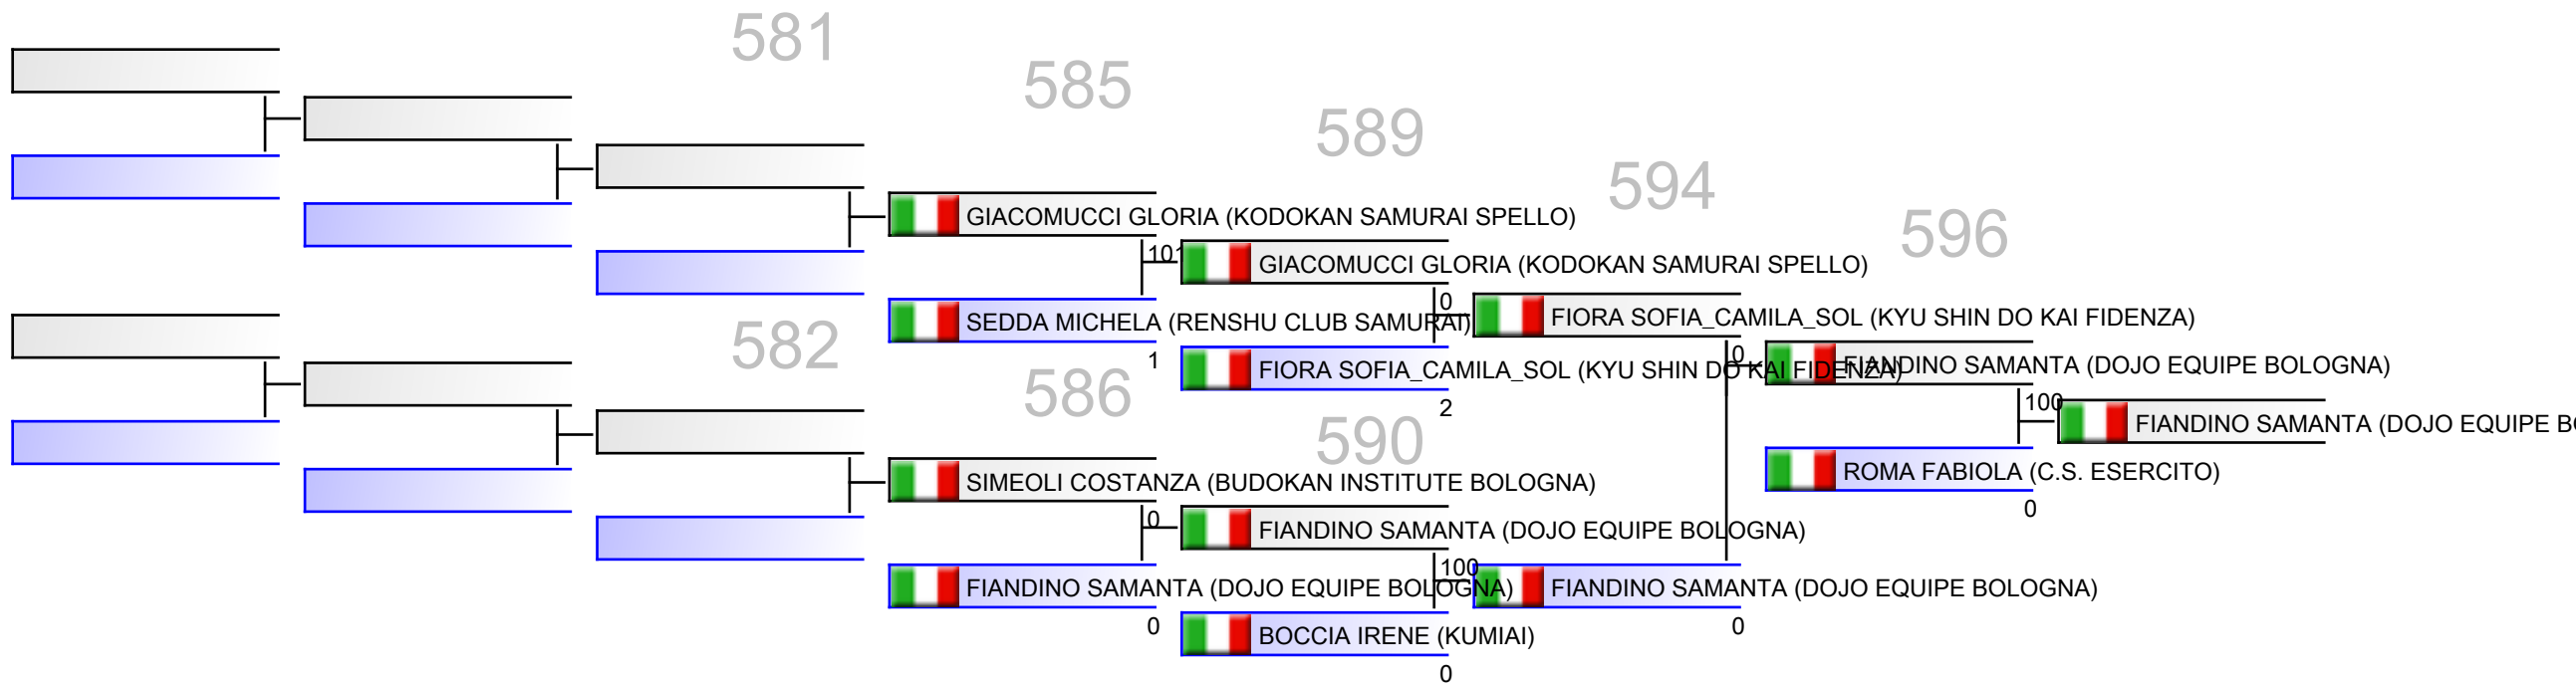 581
585
589
594
596
GIACOMUCCI GLORIA (KODOKAN SAMURAI SPELLO)
101
GIACOMUCCI GLORIA (KODOKAN SAMURAI SPELLO)
SEDDA MICHELA (RENSHU CLUB SAMURAI)
1
0
FIORA SOFIA_CAMILA_SOL (KYU SHIN DO KAI FIDENZA)
FIORA SOFIA_CAMILA_SOL (KYU SHIN DO KAI FIDENZA)
2
0
FIANDINO SAMANTA (DOJO EQUIPE BOLOGNA)
100
FIANDINO SAMANTA (DOJO EQUIPE BO
ROMA FABIOLA (C.S. ESERCITO)
0
582
586
590
SIMEOLI COSTANZA (BUDOKAN INSTITUTE BOLOGNA)
0
FIANDINO SAMANTA (DOJO EQUIPE BOLOGNA)
FIANDINO SAMANTA (DOJO EQUIPE BOLOGNA)
0
100
FIANDINO SAMANTA (DOJO EQUIPE BOLOGNA)
0
BOCCIA IRENE (KUMIAI)
0